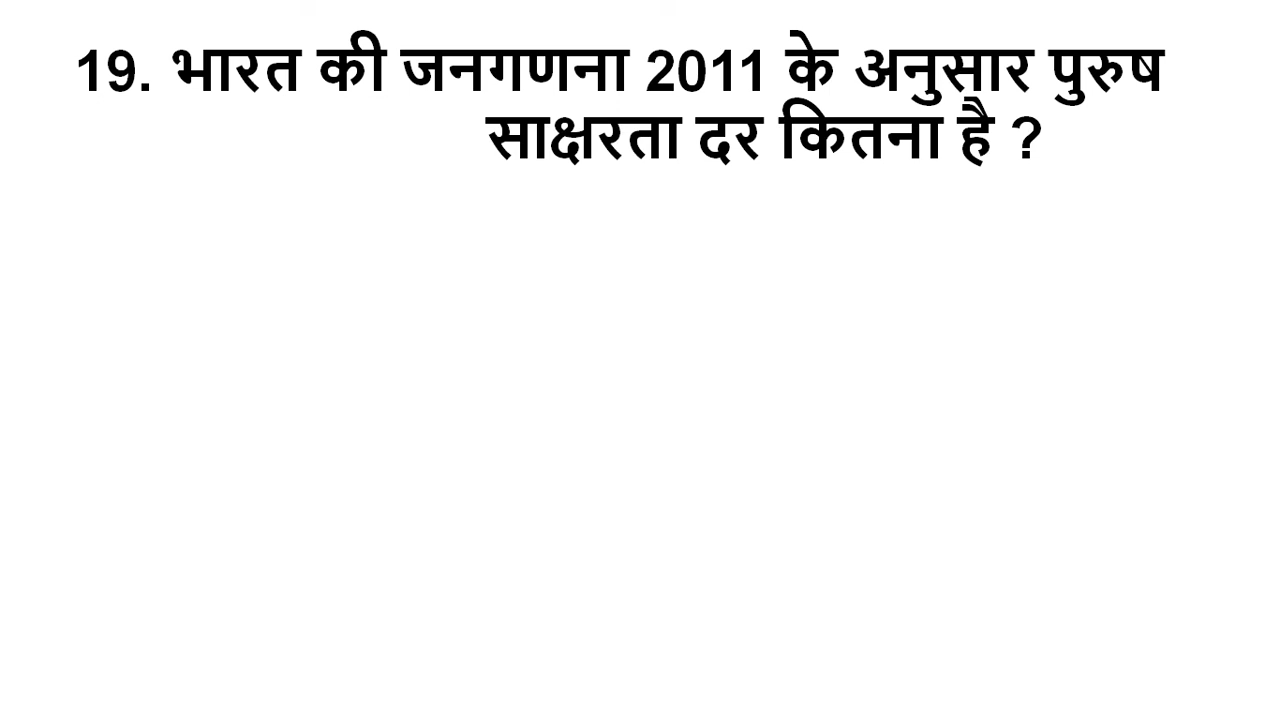 19. भारत की जनगणना 2011 के अनुसार पुरुष
साक्षरता दर कितना है ?